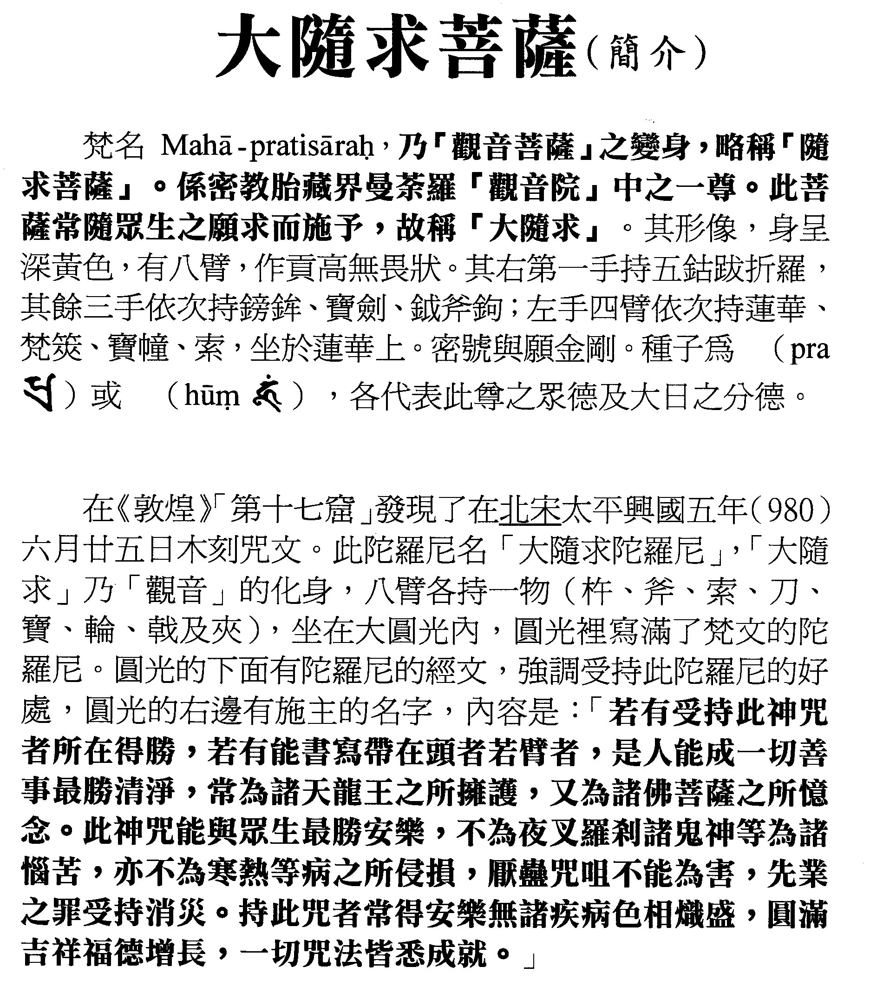 大隨求菩薩(簡介)
梵名 Mahā-pratisāraḥ，乃「觀音菩薩」之變身，略稱「隨
求菩薩」。係密教胎藏界曼荼羅「觀音院」中之一尊。此菩
薩常隨眾生之願求而施予，故稱「大隨求」。其形像，身呈
深黃色，有八臂，作貢高無畏狀。其右第一手持五鈷跋折羅，
其餘三手依次持鎊鉾、寶劍、鉞斧鉤；左手四臂依次持蓮華、
梵筴、寶幢、索，坐於蓮華上。密號與願金剛。種子為　（pra
）或　（hūṃ ），各代表此尊之眾德及大日之分德。
在《敦煌》「第十七窟」發現了在北宋太平興國五年（980）
六月廿五日木刻咒文。此陀羅尼名「大隨求陀羅尼」，「大隨
求」乃「觀音」的化身，八臂各持一物（杵、斧、索、刀、
寶、輪、戟及夾），坐在大圓光內，圓光裡寫滿了梵文的陀
羅尼。圓光的下面有陀羅尼的經文，強調受持此陀羅尼的好
處，圓光的右邊有施主的名字，內容是：「若有受持此神咒
者所在得勝，若有能書寫帶在頭者若臂者，是人能成一切善
事最勝清淨，常為諸天龍王之所擁護，又為諸佛菩薩之所憶
念。此神咒能與眾生最勝安樂，不為夜叉羅剎諸鬼神等為諸
惱苦，亦不為寒熱等病之所侵損，厭蠱咒咀不能為害，先業
之罪受持消災。持此咒者常得安樂無諸疾病色相熾盛，圓滿
吉祥福德增長，一切咒法皆悉成就。」